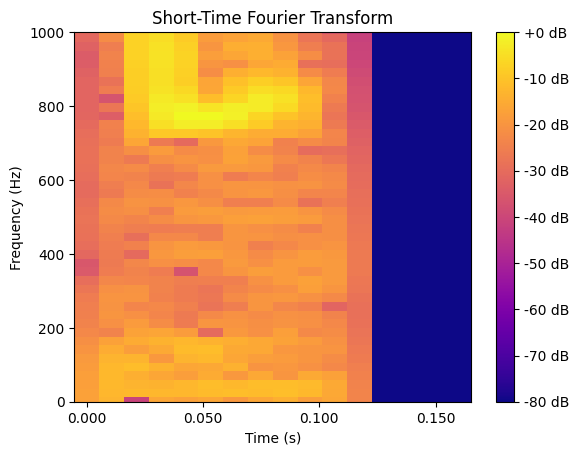 Short-Time Fourier Transform
1000
800
600
400
200
0
Frequency (Hz)
0.000
0.050
0.100
0.150
Time (s)
+0 dB
-10 dB
-20 dB
-30 dB
-40 dB
-50 dB
-60 dB
-70 dB
-80 dB